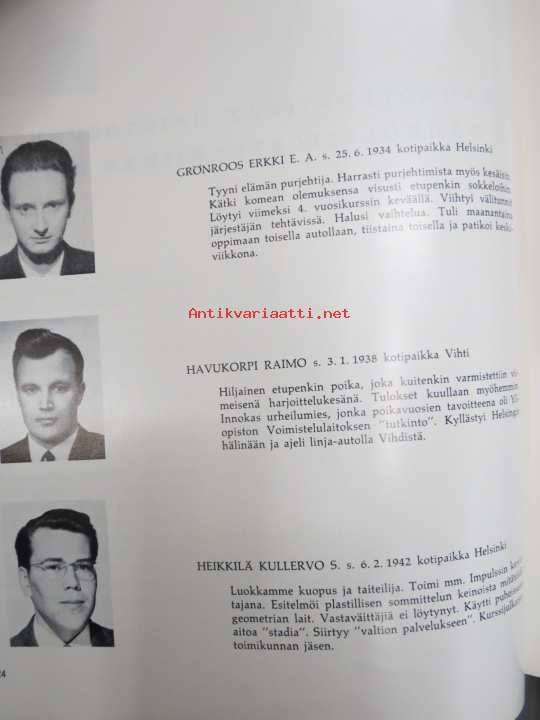 GRÖNROOS ERKKI E. A. s. 25. 6. 1934 kotipaikka Helsinki
Tyyni elämän purjehtija. Harrasti purjehtimista myös kesäisin.
Kätki komean olemuksensa visusti etupenkin sokkeloihin.
Löytyi viimeksi 4. vuosikurssin keväällä. Viihtyi välitunnit
järjestäjän tehtävissä. Halusi vaihtelua. Tuli maanantaina
oppimaan toisella autollaan, tiistaina toisella ja patikoi keski-
viikkona.
Antikvariaatti.net
HAVUKORPI RAIMO s. 3. 1. 1938 kotipaikka Vihti
Hiljainen etupenkin poika, joka kuitenkin varmistettiin vi-
meisenä harjoittelukesänä. Tulokset kuullaan myöhemmin.
Innokas urheilumies, jonka poikavuosien tavoitteena oli Yli-
opiston Voimistelulaitoksen "tutkinto". Kyllästyi Helsingin
hälinään ja ajeli linja-autolla Vihdistä.
HEIKKILÄ KULLERVO S. s. 6. 2. 1942 kotipaikka Helsinki
Luokkamme kuopus ja taiteilija. Toimi mm. Impulssin
tajana. Esitelmöi plastillisen sommittelun keinoista
geometrian lait. Vastaväittäjiä ei löytynyt. Käytti
aitoa "stadia". Siirtyy "valtion palvelukseen".
toimikunnan jäsen.
24